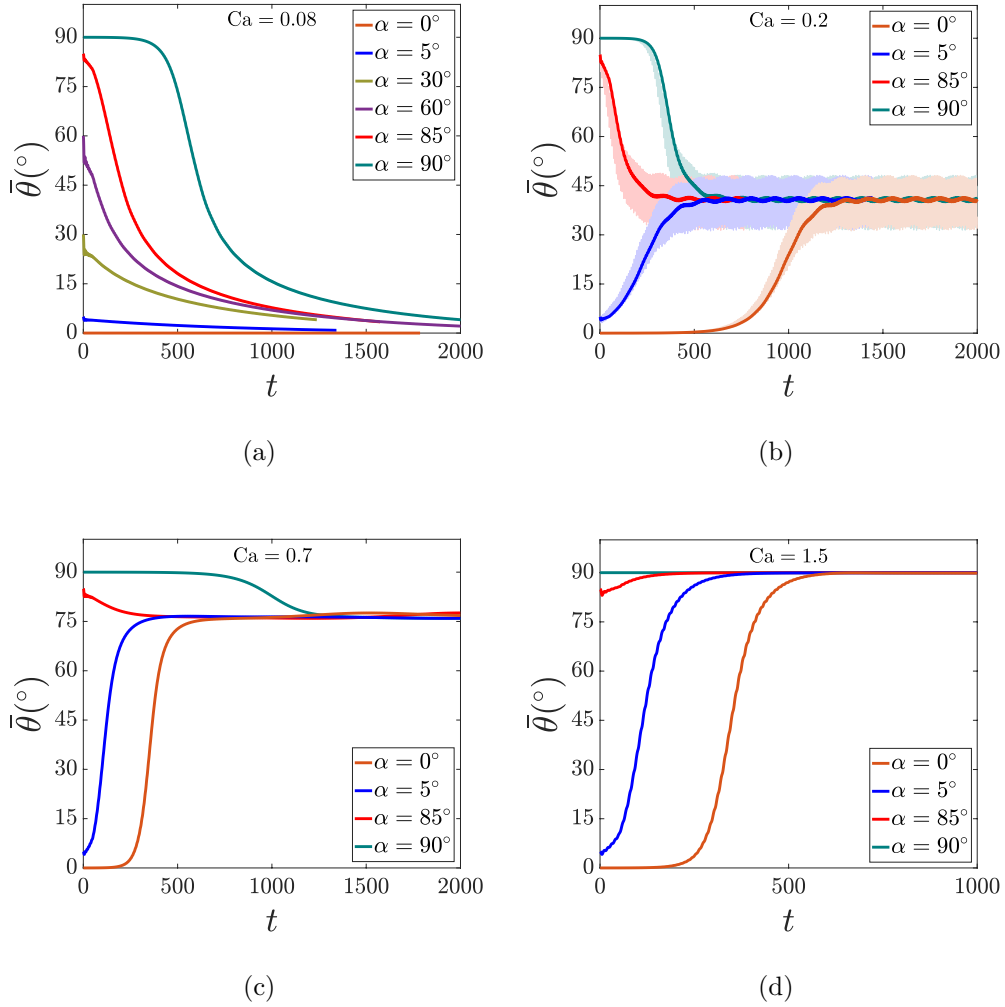 Ca = 0.08
90
75
60
45
30
15
0
θ̄(°)
0 500 1000 1500 2000
t
α = 0°
α = 5°
α = 30°
α = 60°
α = 85°
α = 90°
(a)
Ca = 0.2
90
75
60
45
30
15
0
θ̄(°)
0 500 1000 1500 2000
t
α = 0°
α = 5°
α = 85°
α = 90°
(b)
Ca = 0.7
90
75
60
45
30
15
0
θ̄(°)
0 500 1000 1500 2000
t
α = 0°
α = 5°
α = 85°
α = 90°
(c)
Ca = 1.5
90
75
60
45
30
15
0
θ̄(°)
0 500 1000
t
α = 0°
α = 5°
α = 85°
α = 90°
(d)